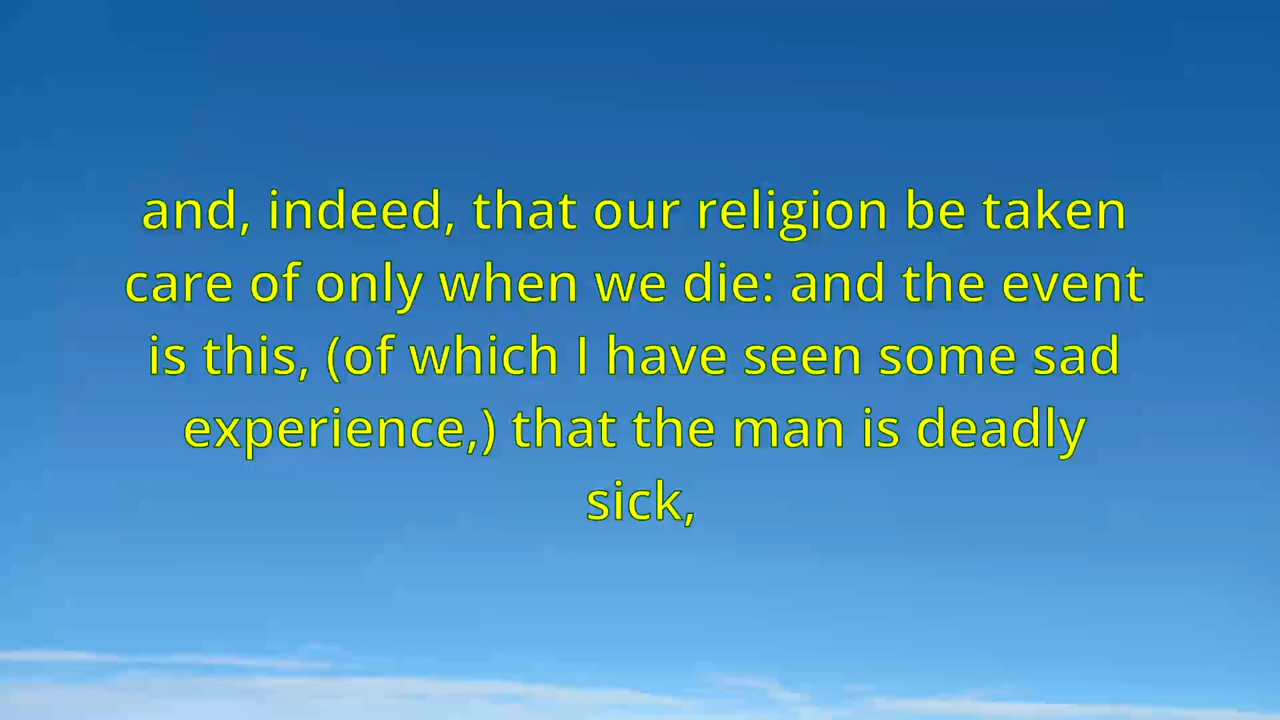 and, indeed, that our religion be taken
care of only when we die: and the event
is this, (of which I have seen some sad
experience,) that the man is deadly
sick,